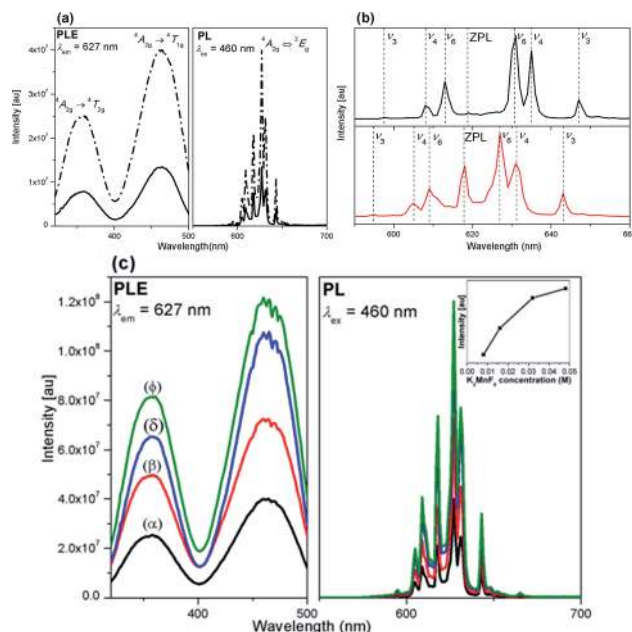 (a)
PLE
λem = 627 nm
⁴A₂g→⁴T₁g
⁴A₂g→⁴T₂g
Intensity [au]
4x10⁷
3x10⁷
2x10⁷
1x10⁷
0
400 500
PL
λex = 460 nm
⁴A₂g ⇔ ²Eg
600 700
Wavelength(nm)
(b)
ν₃ ν₄ ν₆ ZPL ν₆ ν₄ ν₃
ν₃ ν₄ ν₆ ZPL ν₆ ν₄ ν₃
Intensity [au]
600 620 640 66
Wavelength (nm)
(c)
PLE
λem = 627 nm
Intensity [au]
1.2x10⁸
1.0x10⁸
8.0x10⁷
6.0x10⁷
4.0x10⁷
2.0x10⁷
0.0
(ϕ)
(δ)
(β)
(α)
400 500
PL
λex = 460 nm
Intensity [au]
0.00 0.01 0.02 0.03 0.04 0.05
K₂MnF₆ concentration (M)
600 700
Wavelength (nm)